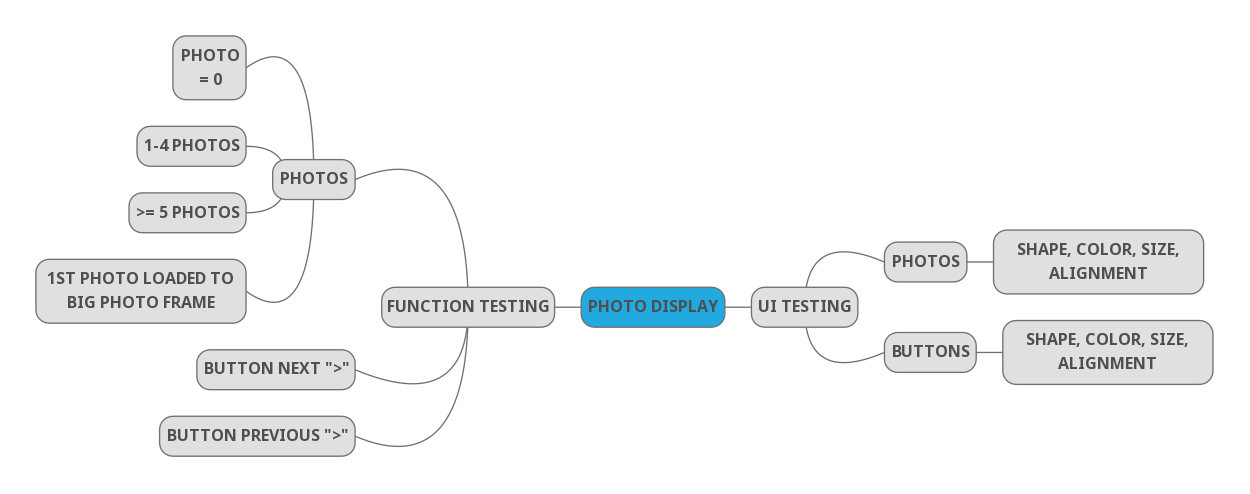 PHOTO
= 0
1-4 PHOTOS
PHOTOS
>= 5 PHOTOS
1ST PHOTO LOADED TO
BIG PHOTO FRAME
FUNCTION TESTING
BUTTON NEXT ">"
BUTTON PREVIOUS ">"
PHOTO DISPLAY
UI TESTING
PHOTOS
SHAPE, COLOR, SIZE,
ALIGNMENT
BUTTONS
SHAPE, COLOR, SIZE,
ALIGNMENT